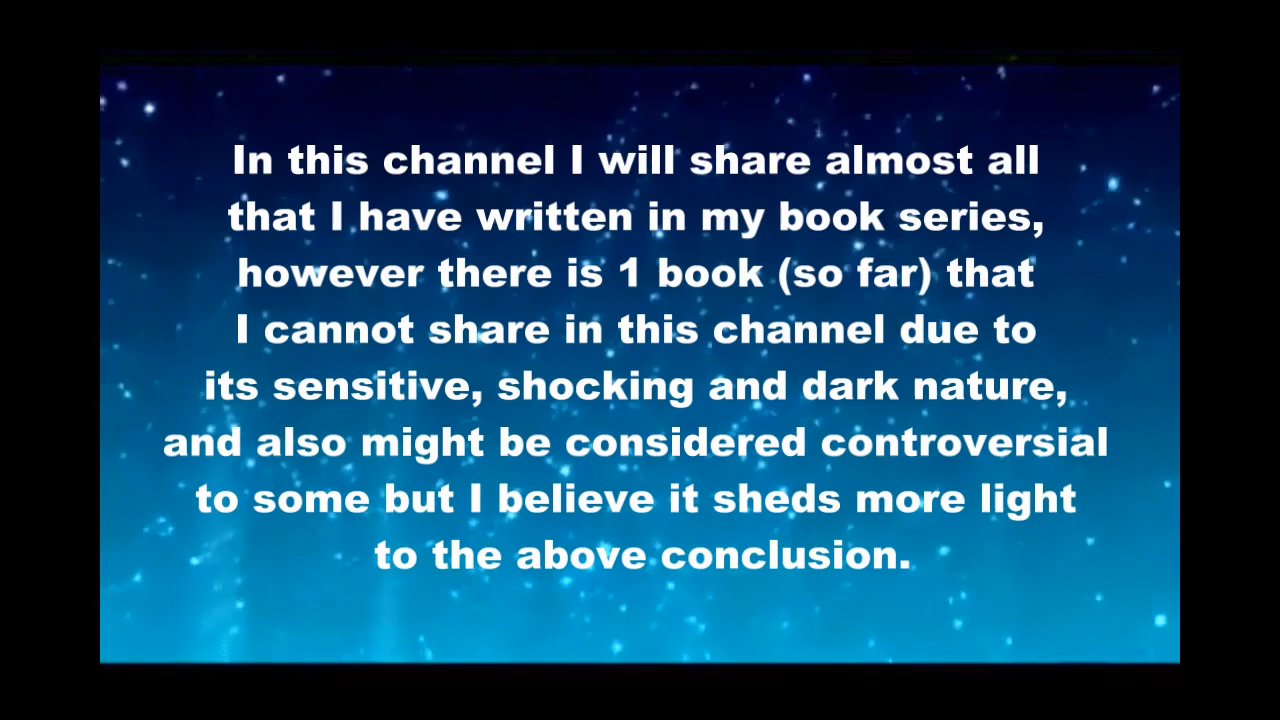 In this channel I will share almost all
that I have written in my book series,
however there is 1 book (so far) that
I cannot share in this channel due to
its sensitive, shocking and dark nature,
and also might be considered controversial
to some but I believe it sheds more light
to the above conclusion.